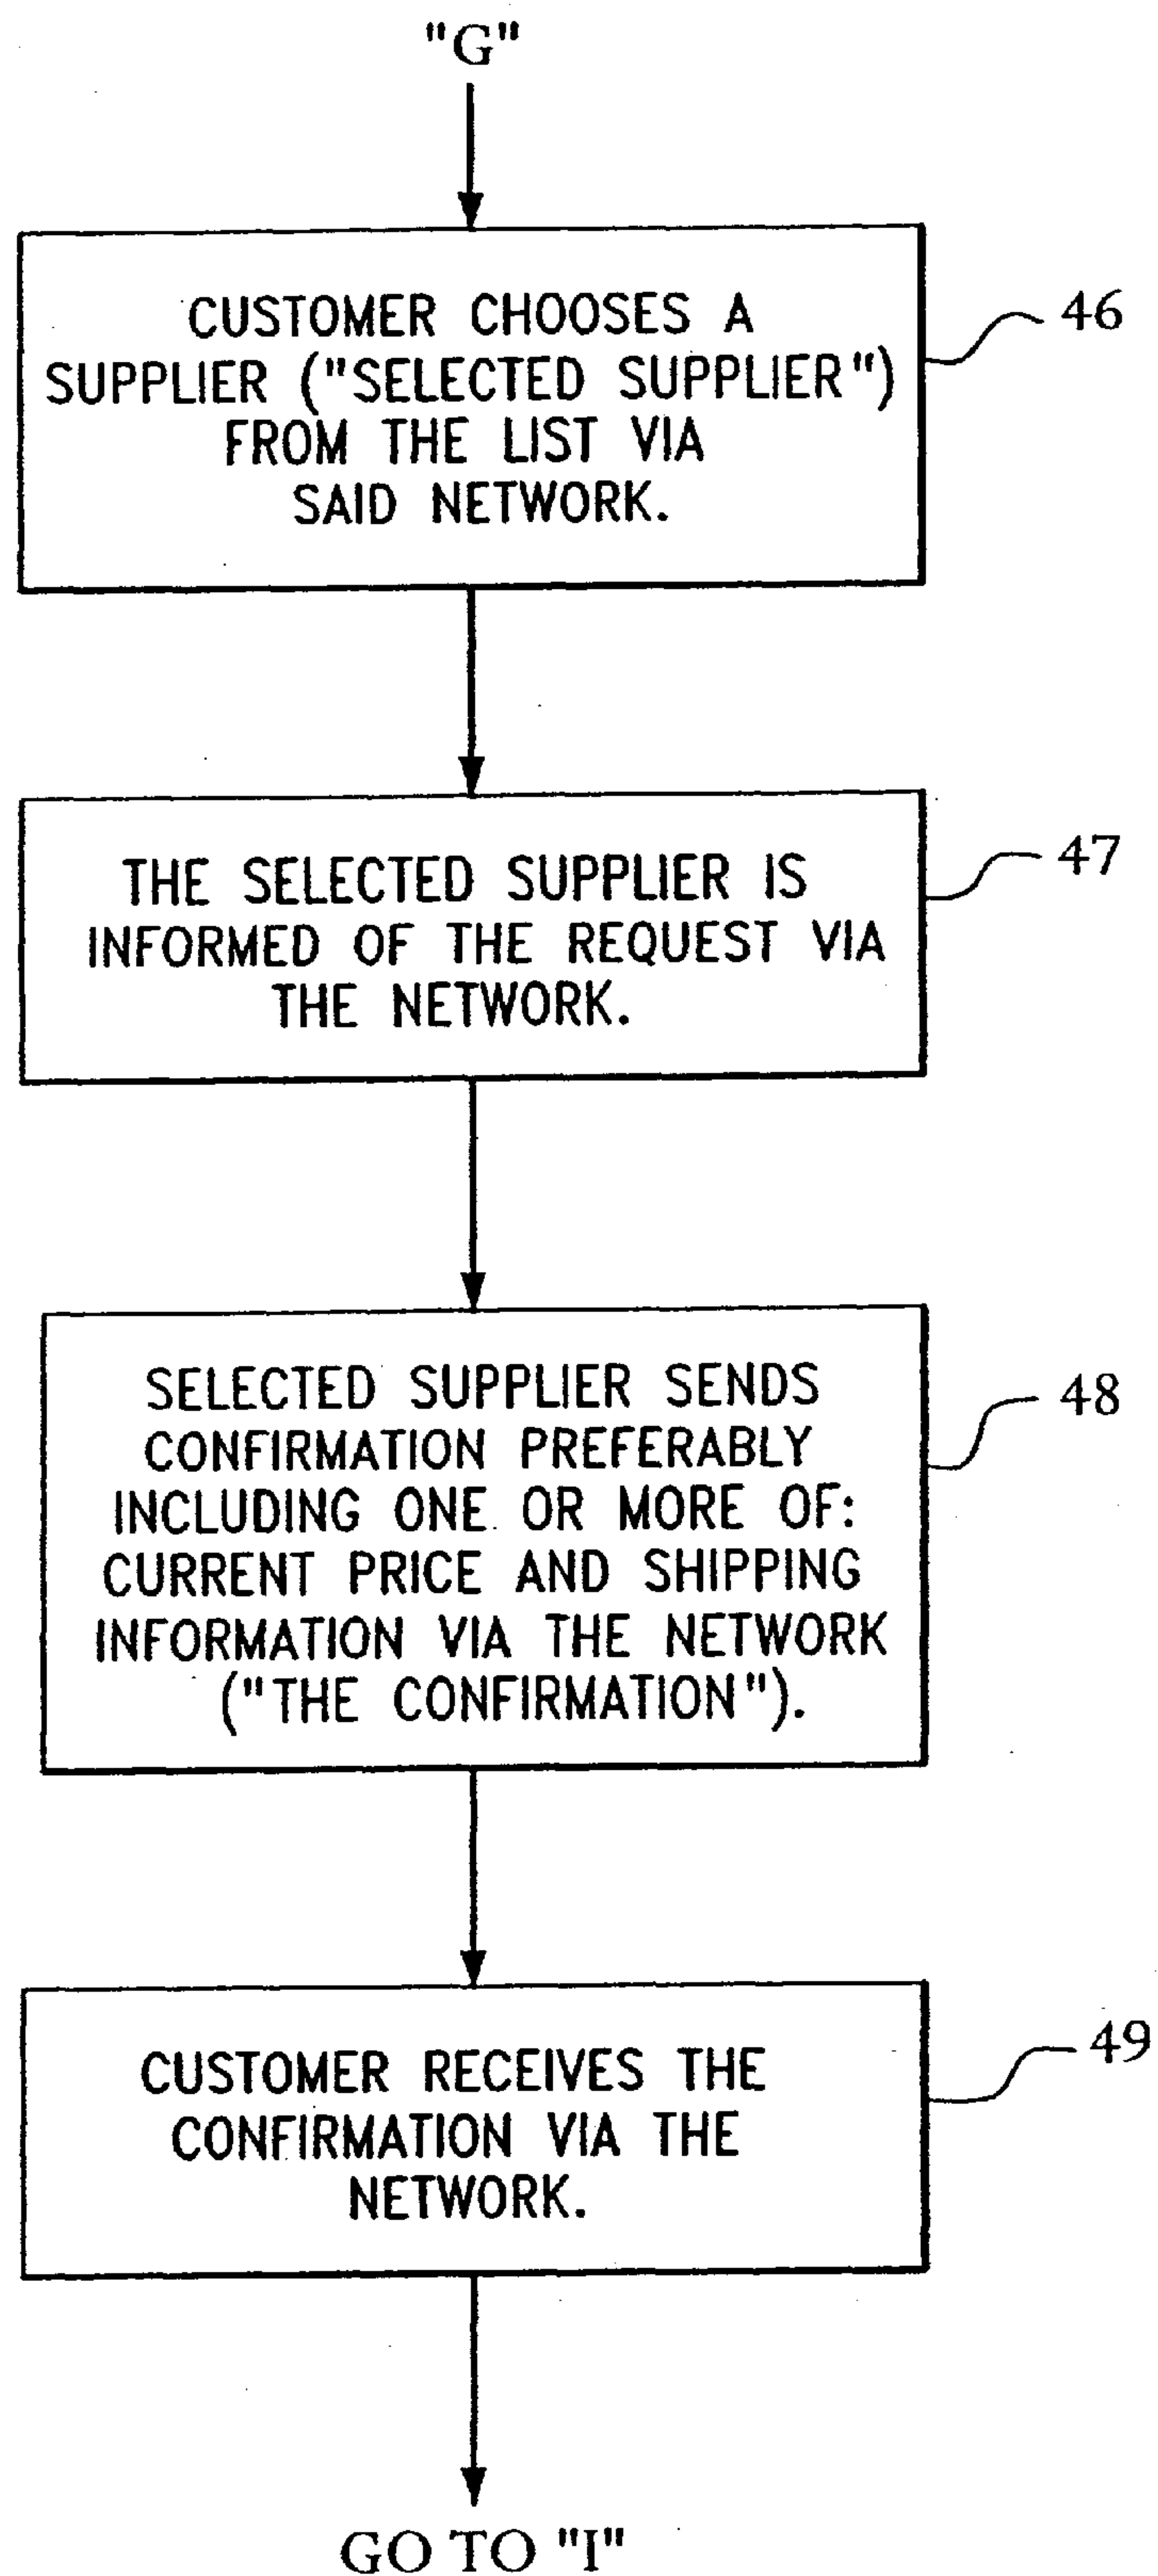 "G"
CUSTOMER CHOOSES A
SUPPLIER ("SELECTED SUPPLIER")
FROM THE LIST VIA
SAID NETWORK.
46
THE SELECTED SUPPLIER IS
INFORMED OF THE REQUEST VIA
THE NETWORK.
47
SELECTED SUPPLIER SENDS
CONFIRMATION PREFERABLY
INCLUDING ONE OR MORE OF:
CURRENT PRICE AND SHIPPING
INFORMATION VIA THE NETWORK
("THE CONFIRMATION").
48
CUSTOMER RECEIVES THE
CONFIRMATION VIA THE
NETWORK.
49
GO TO "I"